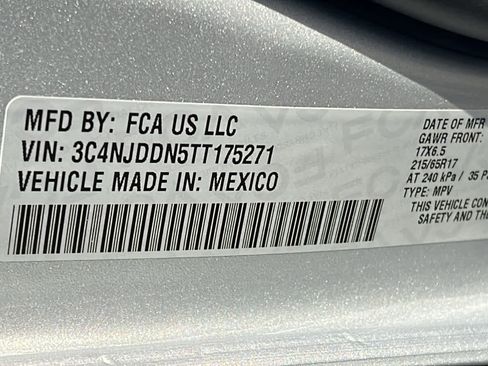 MFD BY: FCA US LLC
VIN: 3C4NJDDN5TT175271
VEHICLE MADE IN: MEXICO
DATE OF MFR
GAWR FRONT:
17X6.5
215/65R17
AT 240 kPa / 35 P
TYPE: MPV
THIS VEHICLE CON
SAFETY AND THE